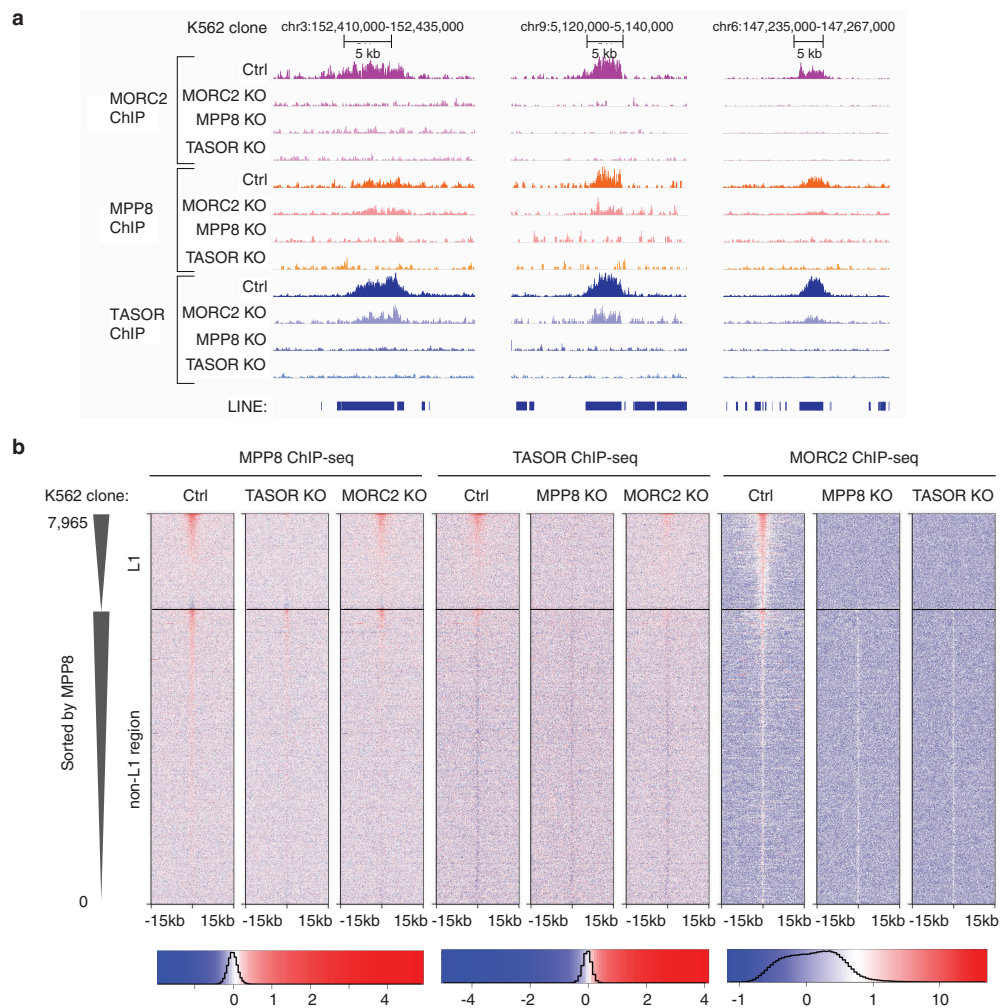 a
K562 clone chr3:152,410,000-152,435,000 chr9:5,120,000-5,140,000 chr6:147,235,000-147,267,000
5 kb 5 kb 5 kb
MORC2 ChIP
Ctrl
MORC2 KO
MPP8 KO
TASOR KO
MPP8 ChIP
Ctrl
MORC2 KO
MPP8 KO
TASOR KO
TASOR ChIP
Ctrl
MORC2 KO
MPP8 KO
TASOR KO
LINE:
b
MPP8 ChIP-seq TASOR ChIP-seq MORC2 ChIP-seq
K562 clone: Ctrl TASOR KO MORC2 KO Ctrl MPP8 KO MORC2 KO Ctrl MPP8 KO TASOR KO
7,965
L1
Sorted by MPP8
non-L1 region
0
-15kb 15kb -15kb 15kb -15kb 15kb -15kb 15kb -15kb 15kb -15kb 15kb -15kb 15kb -15kb 15kb -15kb 15kb
0 2 4 -4 -2 0 2 4 -1 0 1 10